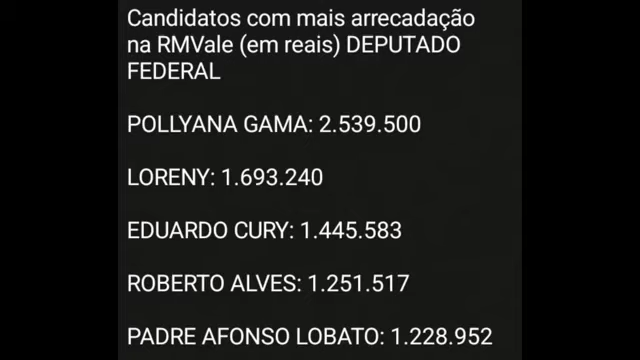 Candidatos com mais arrecadação
na RMVale (em reais) DEPUTADO
FEDERAL
POLLYANA GAMA: 2.539.500
LORENY: 1.693.240
EDUARDO CURY: 1.445.583
ROBERTO ALVES: 1.251.517
PADRE AFONSO LOBATO: 1.228.952